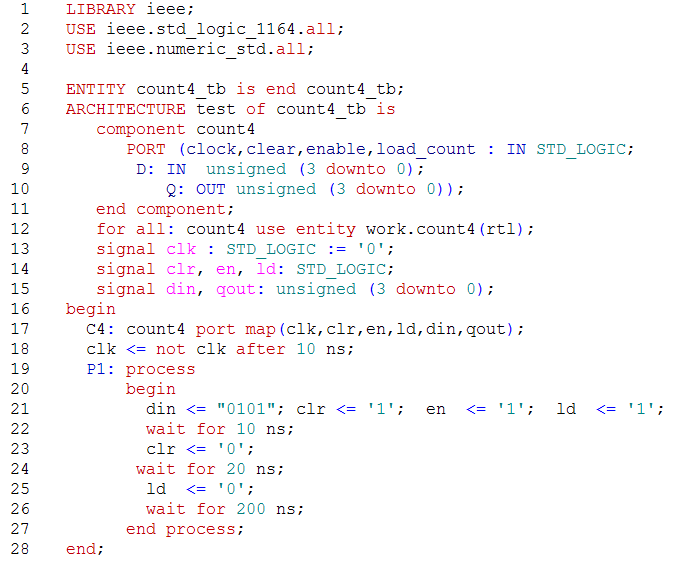 1 LIBRARY ieee;
2 USE ieee.std_logic_1164.all;
3 USE ieee.numeric_std.all;
4
5 ENTITY count4_tb is end count4_tb;
6 ARCHITECTURE test of count4_tb is
7 component count4
8 PORT (clock,clear,enable,load_count : IN STD_LOGIC;
9 D: IN  unsigned (3 downto 0);
10 Q: OUT unsigned (3 downto 0));
11 end component;
12 for all: count4 use entity work.count4(rtl);
13 signal clk : STD_LOGIC := '0';
14 signal clr, en, ld: STD_LOGIC;
15 signal din, qout: unsigned (3 downto 0);
16 begin
17 C4: count4 port map(clk,clr,en,ld,din,qout);
18 clk <= not clk after 10 ns;
19 P1: process
20 begin
21 din <= "0101"; clr <= '1';  en  <= '1';  ld  <= '1';
22 wait for 10 ns;
23 clr <= '0';
24 wait for 20 ns;
25 ld  <= '0';
26 wait for 200 ns;
27 end process;
28 end;